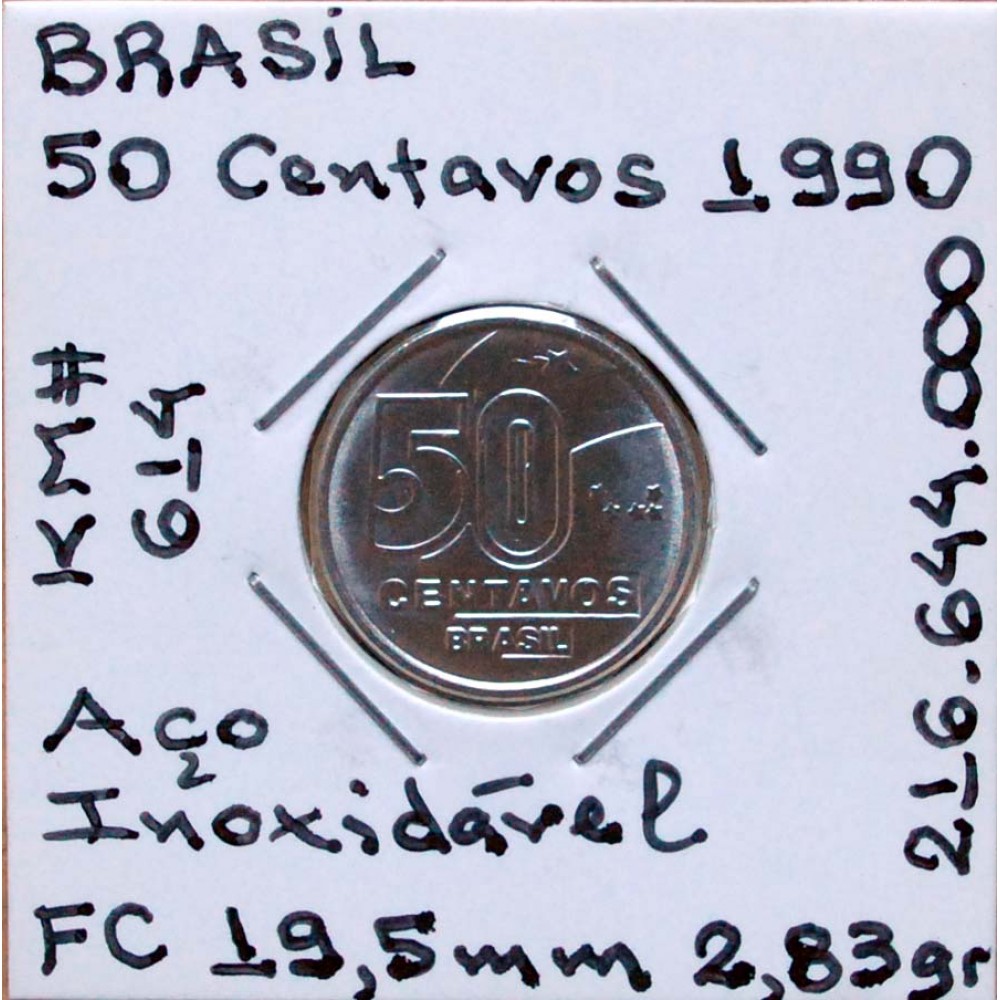 BRASiL
50 Centavos 1990
KM#
614
50
CENTAVOS
BRASIL
216.644.000
Aço
Inoxidável
FC 19,5mm 2,83gr